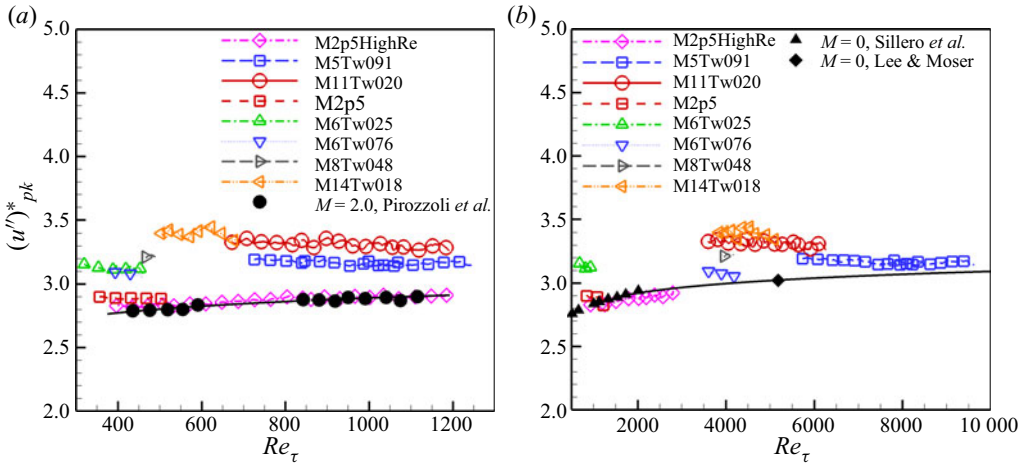 (a)
5.0
4.5
4.0
3.5
3.0
2.5
2.0
(u″)*pk
400
600
800
1000
1200
Reτ
M2p5HighRe
M5Tw091
M11Tw020
M2p5
M6Tw025
M6Tw076
M8Tw048
M14Tw018
M = 2.0, Pirozzoli et al.
(b)
5.0
4.5
4.0
3.5
3.0
2.5
2.0
2000
4000
6000
8000
10 000
Reτ
M2p5HighRe
M5Tw091
M11Tw020
M2p5
M6Tw025
M6Tw076
M8Tw048
M14Tw018
M = 0, Sillero et al.
M = 0, Lee & Moser